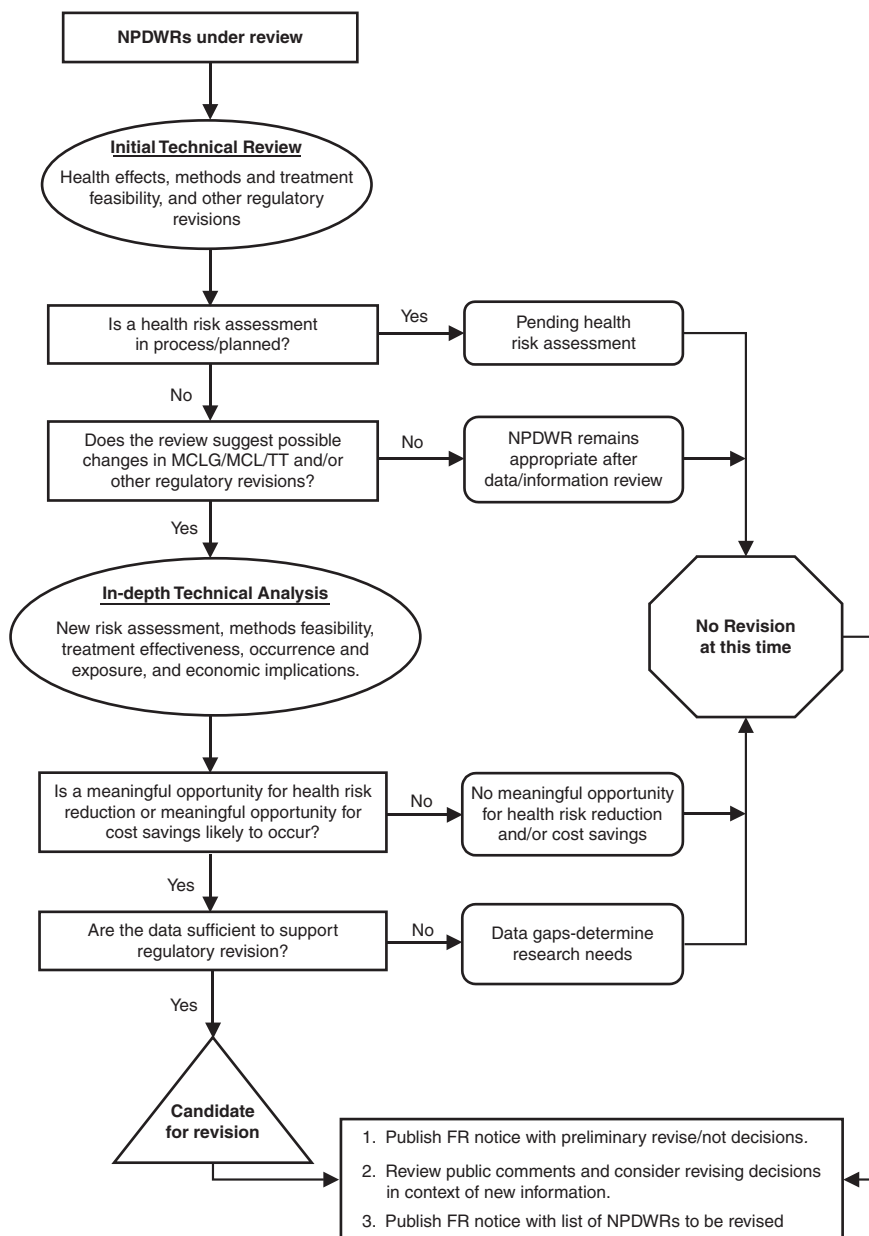 NPDWRs under review
Initial Technical Review
Health effects, methods and treatment
feasibility, and other regulatory
revisions
Is a health risk assessment
in process/planned?
Yes
Pending health
risk assessment
No
Does the review suggest possible
changes in MCLG/MCL/TT and/or
other regulatory revisions?
No
NPDWR remains
appropriate after
data/information review
Yes
In-depth Technical Analysis
New risk assessment, methods feasibility,
treatment effectiveness, occurrence and
exposure, and economic implications.
No Revision
at this time
Is a meaningful opportunity for health risk
reduction or meaningful opportunity for
cost savings likely to occur?
No
No meaningful opportunity
for health risk reduction
and/or cost savings
Yes
Are the data sufficient to support
regulatory revision?
No
Data gaps-determine
research needs
Yes
Candidate
for revision
1. Publish FR notice with preliminary revise/not decisions.
2. Review public comments and consider revising decisions
in context of new information.
3. Publish FR notice with list of NPDWRs to be revised